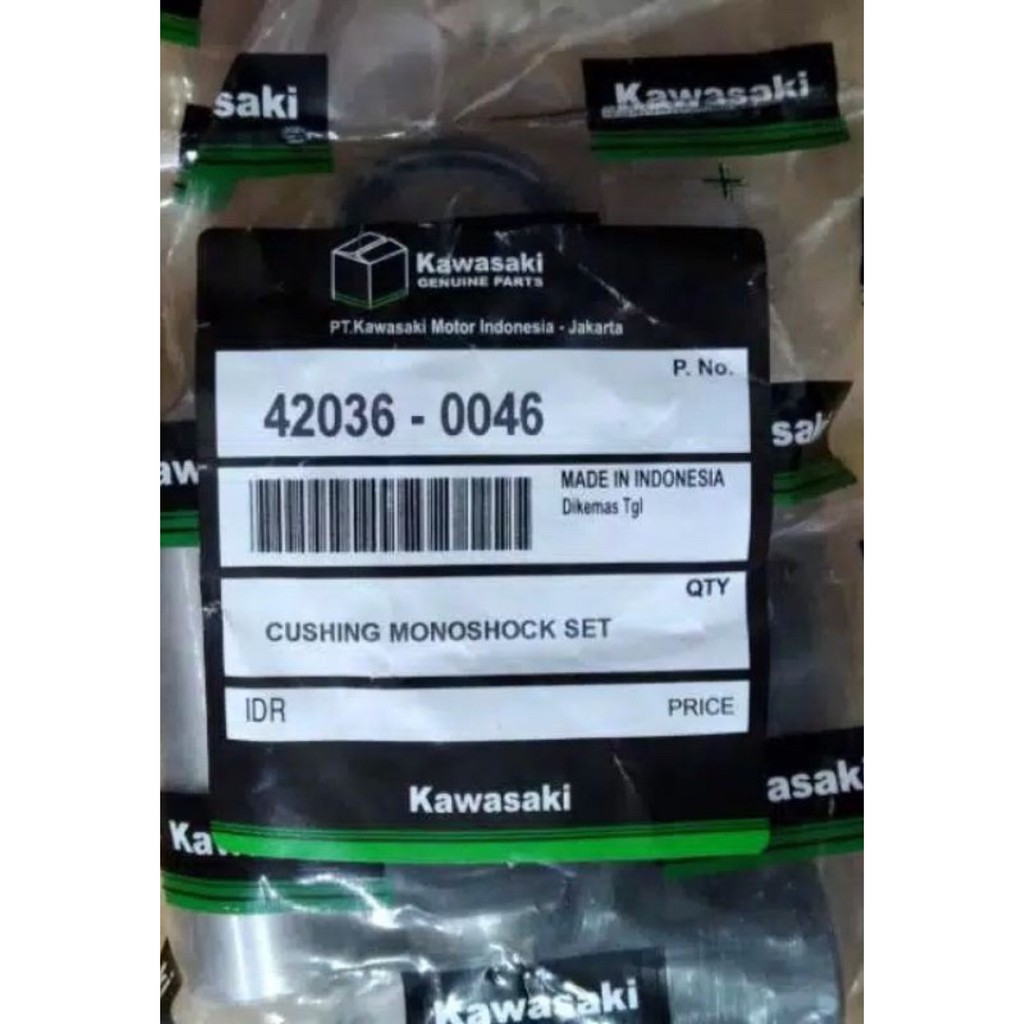 saki
Kawasaki
Kawasaki
GENUINE PARTS
PT.Kawasaki Motor Indonesia - Jakarta
P. No.
42036 - 0046
MADE IN INDONESIA
Dikemas Tgl
QTY
CUSHING MONOSHOCK SET
IDR
PRICE
Kawasaki
asaki
Kawasaki